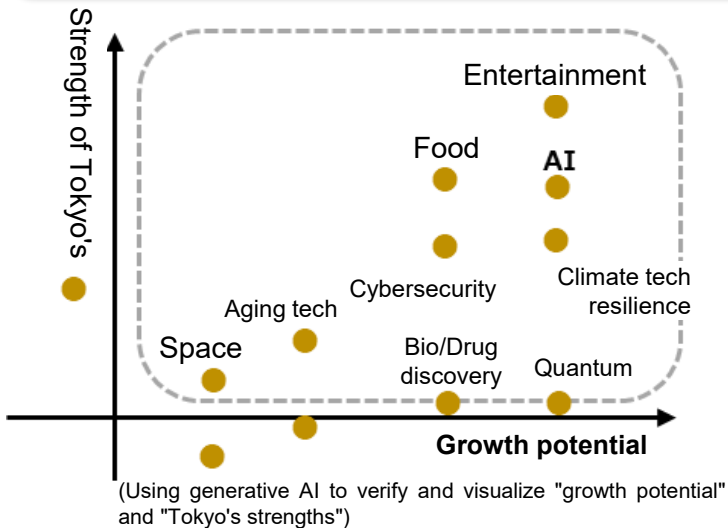 Strength of Tokyo's
Entertainment
Food
AI
Climate tech
resilience
Cybersecurity
Aging tech
Space
Bio/Drug
discovery
Quantum
Growth potential
(Using generative AI to verify and visualize "growth potential"
and "Tokyo's strengths")